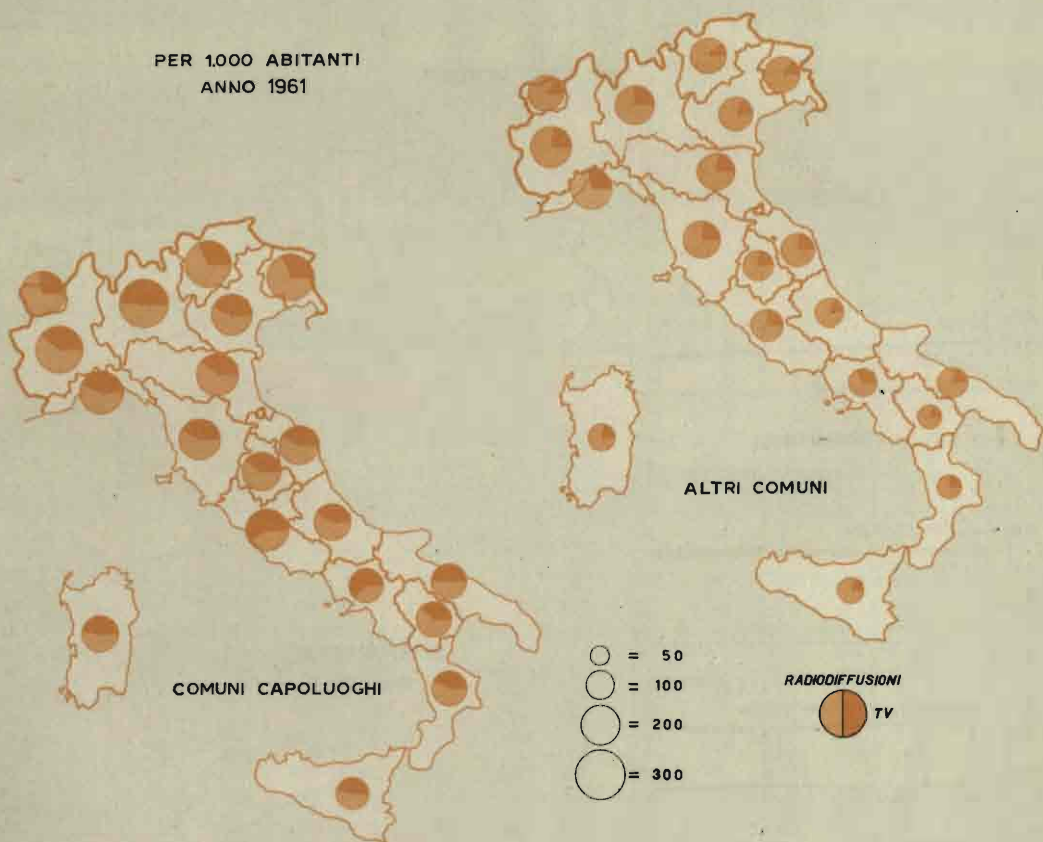 PER 1.000 ABITANTI
ANNO 1961
ALTRI COMUNI
COMUNI CAPOLUOGHI
= 50
= 100
= 200
= 300
RADIODIFFUSIONI
TV